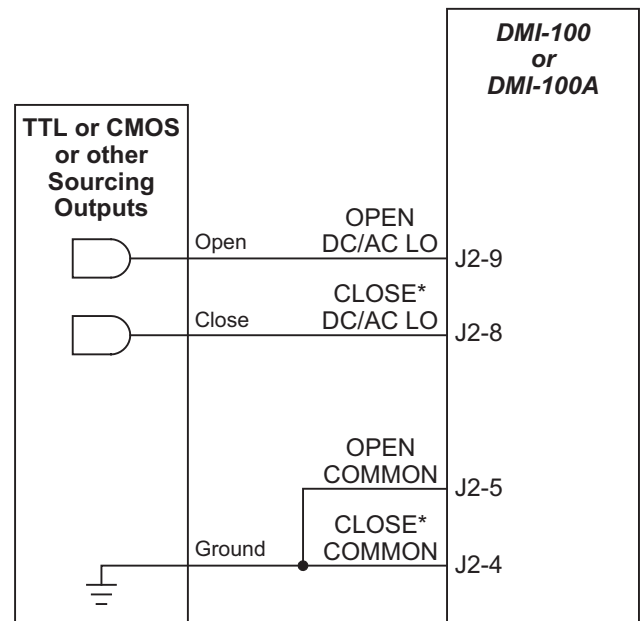 DMI-100
or
DMI-100A
TTL or CMOS
or other
Sourcing
Outputs
Open
OPEN
DC/AC LO
J2-9
Close
CLOSE*
DC/AC LO
J2-8
OPEN
COMMON
J2-5
Ground
CLOSE*
COMMON
J2-4